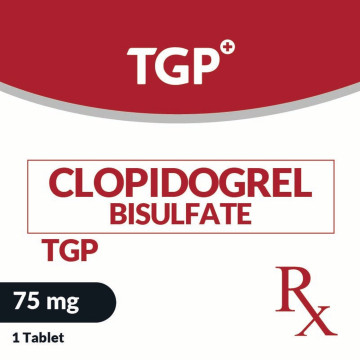 TGP+
CLOPIDOGREL
BISULFATE
TGP
75 mg
Rx
1 Tablet